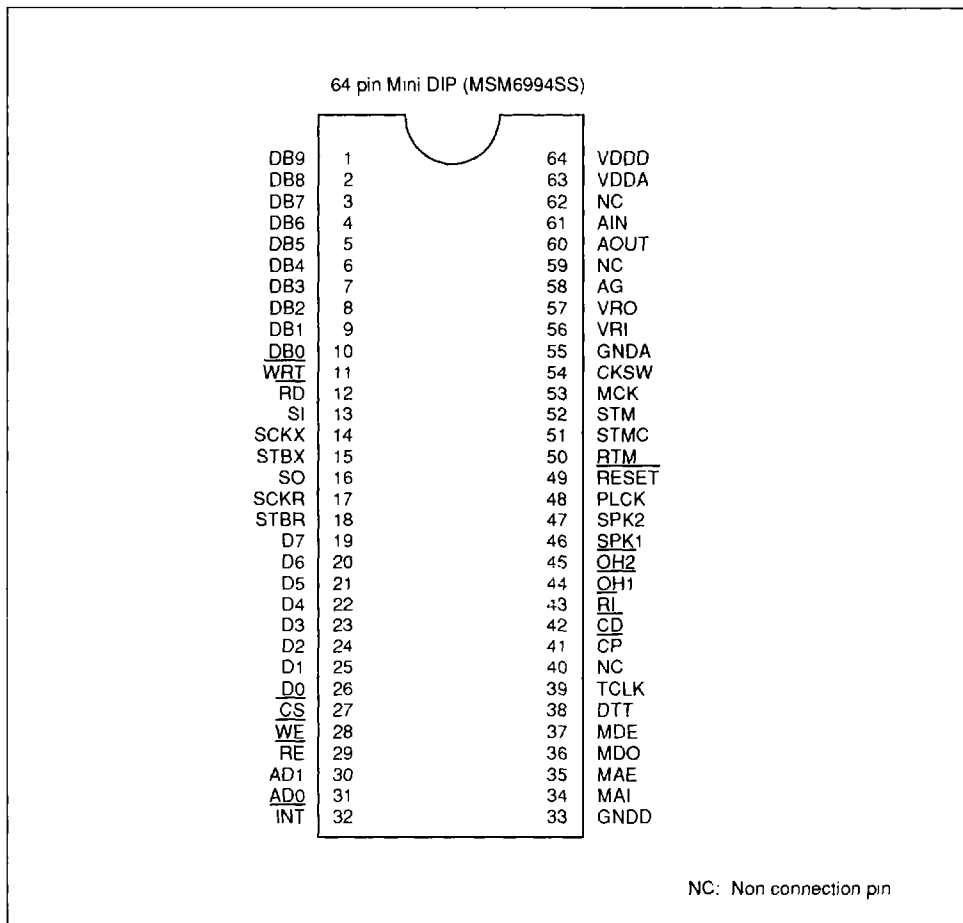 64 pin Mini DIP (MSM6994SS)
DB9 1 64 VDDD
DB8 2 63 VDDA
DB7 3 62 NC
DB6 4 61 AIN
DB5 5 60 AOUT
DB4 6 59 NC
DB3 7 58 AG
DB2 8 57 VRO
DB1 9 56 VRI
DB0 10 55 GNDA
WRT 11 54 CKSW
RD 12 53 MCK
SI 13 52 STM
SCKX 14 51 STMC
STBX 15 50 RTM
SO 16 49 RESET
SCKR 17 48 PLCK
STBR 18 47 SPK2
D7 19 46 SPK1
D6 20 45 OH2
D5 21 44 OH1
D4 22 43 RI
D3 23 42 CD
D2 24 41 CP
D1 25 40 NC
D0 26 39 TCLK
CS 27 38 DTT
WE 28 37 MDE
RE 29 36 MDO
AD1 30 35 MAE
AD0 31 34 MAI
INT 32 33 GNDD
NC: Non connection pin